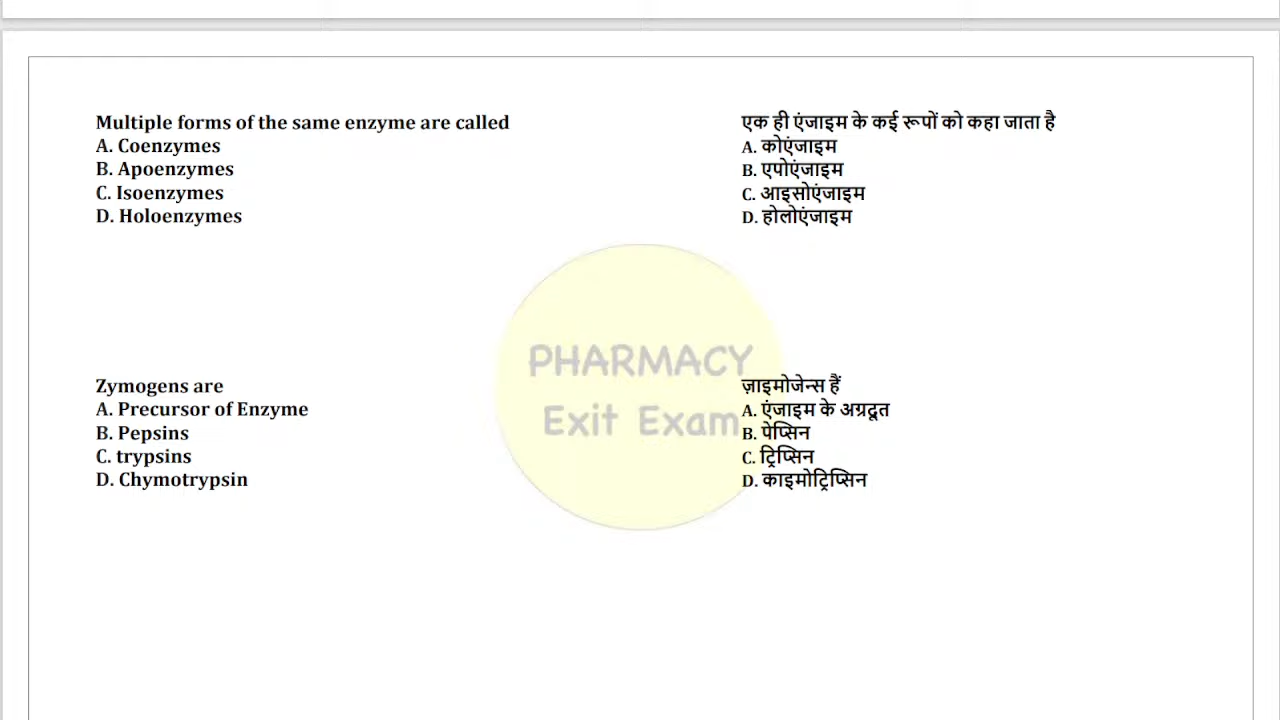 Multiple forms of the same enzyme are called
A. Coenzymes
B. Apoenzymes
C. Isoenzymes
D. Holoenzymes
एक ही एंजाइम के कई रूपों को कहा जाता है
A. कोएंजाइम
B. एपोएंजाइम
C. आइसोएंजाइम
D. होलोएंजाइम
PHARMACY
Exit Exam
Zymogens are
A. Precursor of Enzyme
B. Pepsins
C. trypsins
D. Chymotrypsin
ज़ाइमोजेन्स हैं
A. एंजाइम के अग्रदूत
B. पेप्सिन
C. ट्रिप्सिन
D. काइमोट्रिप्सिन